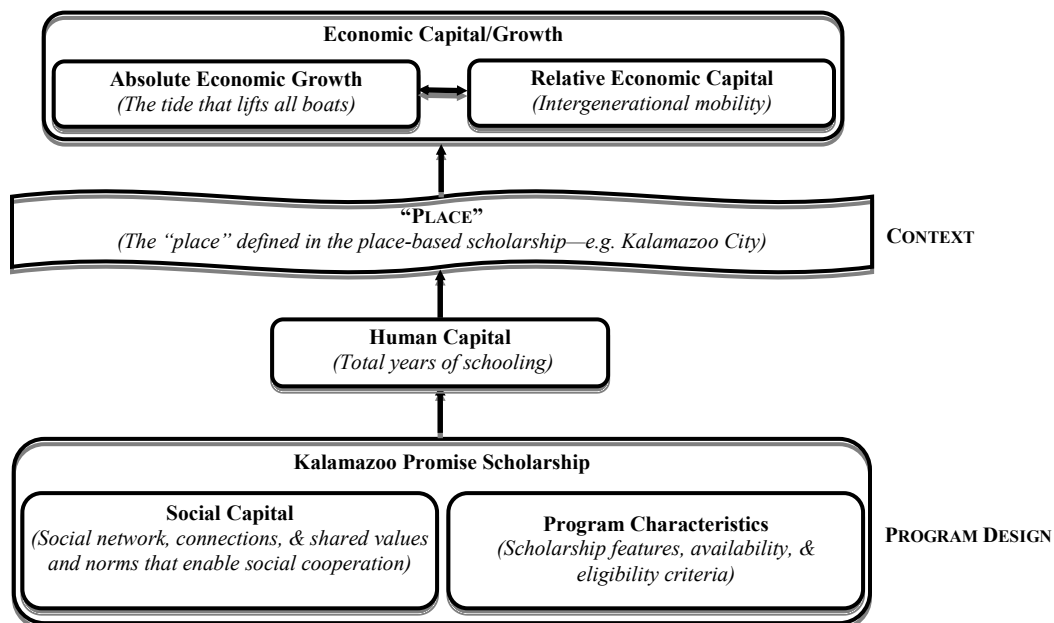 Economic Capital/Growth
Absolute Economic Growth
(The tide that lifts all boats)
Relative Economic Capital
(Intergenerational mobility)
“PLACE”
(The “place” defined in the place-based scholarship—e.g. Kalamazoo City)
CONTEXT
Human Capital
(Total years of schooling)
Kalamazoo Promise Scholarship
Social Capital
(Social network, connections, & shared values
and norms that enable social cooperation)
Program Characteristics
(Scholarship features, availability, &
eligibility criteria)
PROGRAM DESIGN